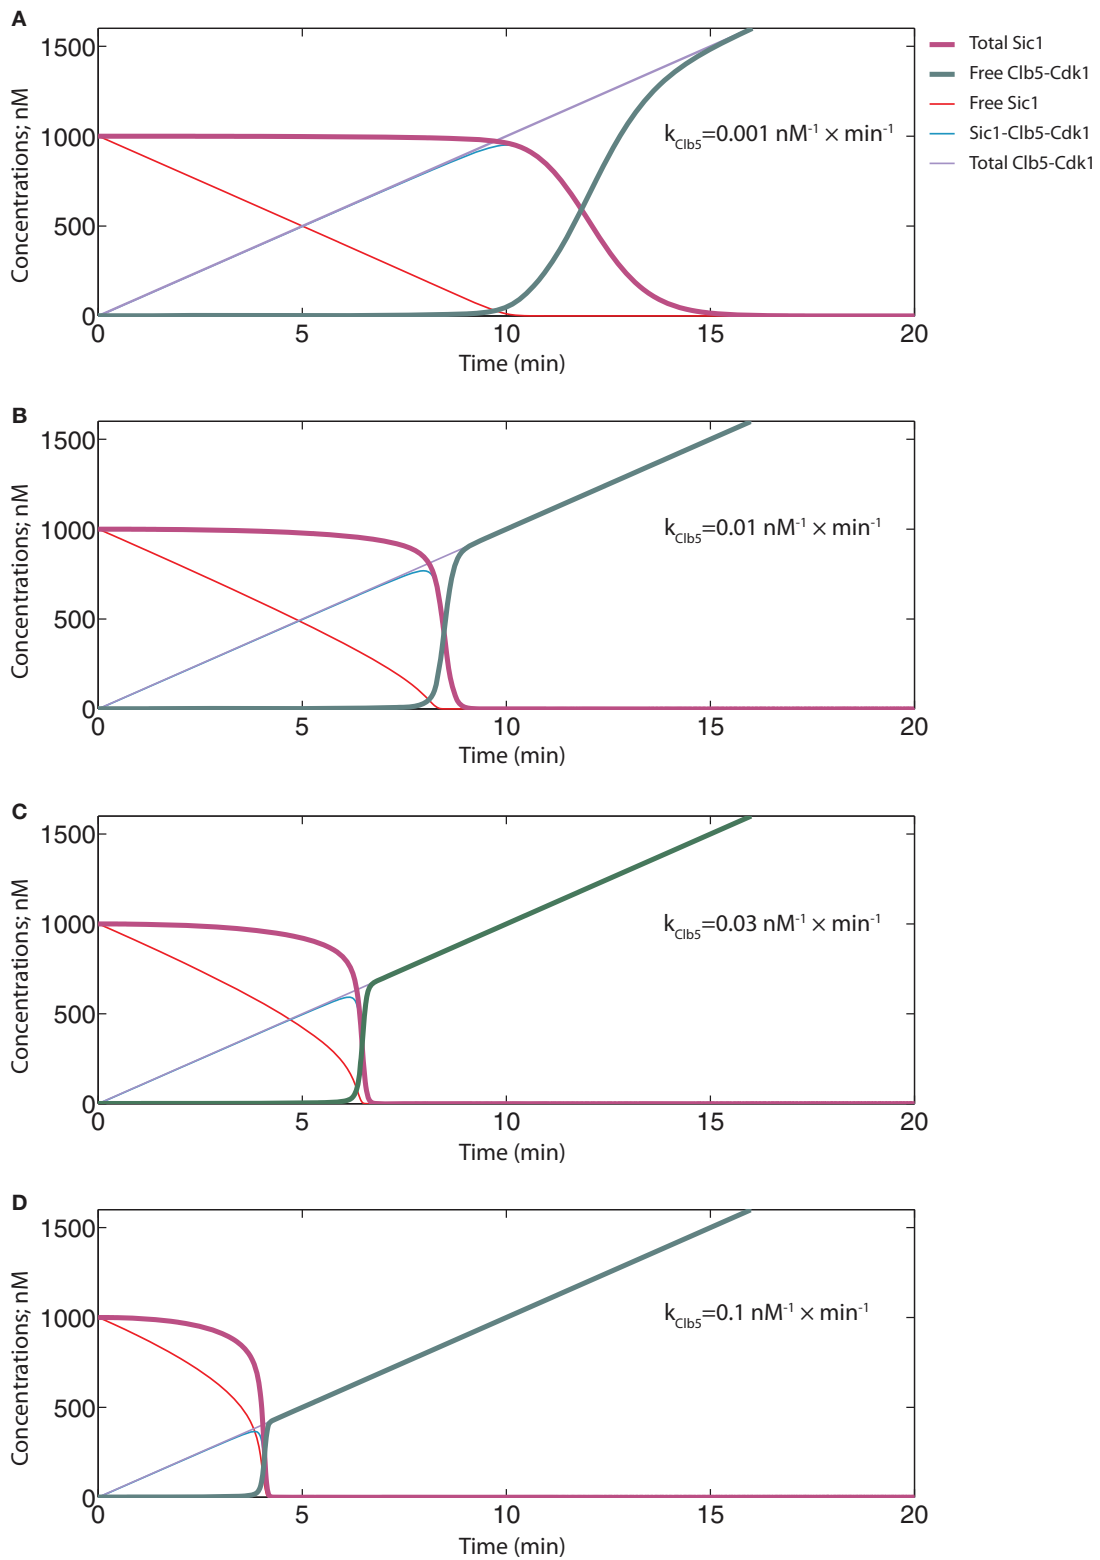 A
1500
1000
500
0
0 5 10 15 20
Concentrations; nM
Time (min)
k_Clb5=0.001 nM⁻¹ × min⁻¹
Total Sic1
Free Clb5-Cdk1
Free Sic1
Sic1-Clb5-Cdk1
Total Clb5-Cdk1
B
1500
1000
500
0
0 5 10 15 20
Concentrations; nM
Time (min)
k_Clb5=0.01 nM⁻¹ × min⁻¹
C
1500
1000
500
0
0 5 10 15 20
Concentrations; nM
Time (min)
k_Clb5=0.03 nM⁻¹ × min⁻¹
D
1500
1000
500
0
0 5 10 15 20
Concentrations; nM
Time (min)
k_Clb5=0.1 nM⁻¹ × min⁻¹